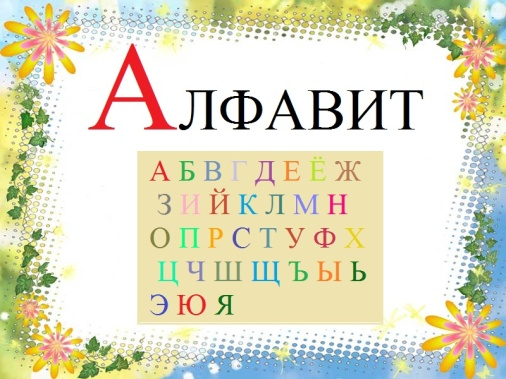 АЛФАВИТ
А Б В Г Д Е Ё Ж
З И Й К Л М Н
О П Р С Т У Ф Х
Ц Ч Ш Щ Ъ Ы Ь
Э Ю Я